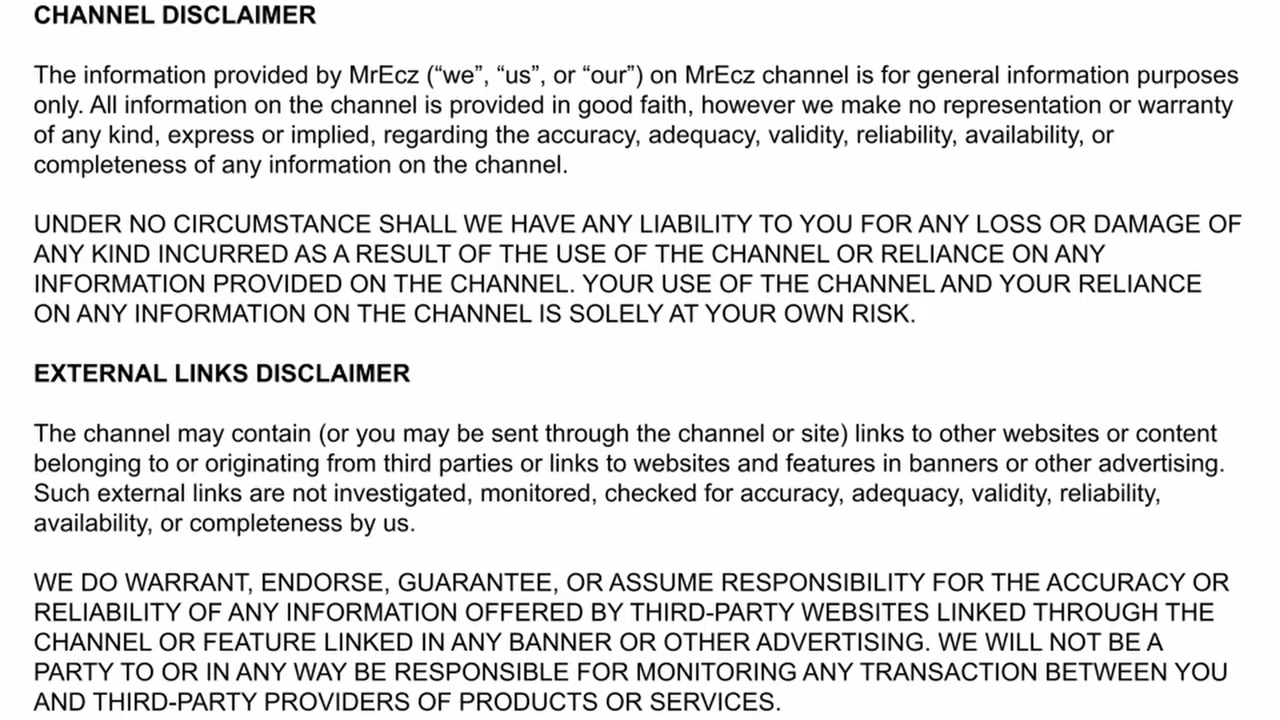 CHANNEL DISCLAIMER
The information provided by MrEcz (“we”, “us”, or “our”) on MrEcz channel is for general information purposes
only. All information on the channel is provided in good faith, however we make no representation or warranty
of any kind, express or implied, regarding the accuracy, adequacy, validity, reliability, availability, or
completeness of any information on the channel.
UNDER NO CIRCUMSTANCE SHALL WE HAVE ANY LIABILITY TO YOU FOR ANY LOSS OR DAMAGE OF
ANY KIND INCURRED AS A RESULT OF THE USE OF THE CHANNEL OR RELIANCE ON ANY
INFORMATION PROVIDED ON THE CHANNEL. YOUR USE OF THE CHANNEL AND YOUR RELIANCE
ON ANY INFORMATION ON THE CHANNEL IS SOLELY AT YOUR OWN RISK.
EXTERNAL LINKS DISCLAIMER
The channel may contain (or you may be sent through the channel or site) links to other websites or content
belonging to or originating from third parties or links to websites and features in banners or other advertising.
Such external links are not investigated, monitored, checked for accuracy, adequacy, validity, reliability,
availability, or completeness by us.
WE DO WARRANT, ENDORSE, GUARANTEE, OR ASSUME RESPONSIBILITY FOR THE ACCURACY OR
RELIABILITY OF ANY INFORMATION OFFERED BY THIRD-PARTY WEBSITES LINKED THROUGH THE
CHANNEL OR FEATURE LINKED IN ANY BANNER OR OTHER ADVERTISING. WE WILL NOT BE A
PARTY TO OR IN ANY WAY BE RESPONSIBLE FOR MONITORING ANY TRANSACTION BETWEEN YOU
AND THIRD-PARTY PROVIDERS OF PRODUCTS OR SERVICES.